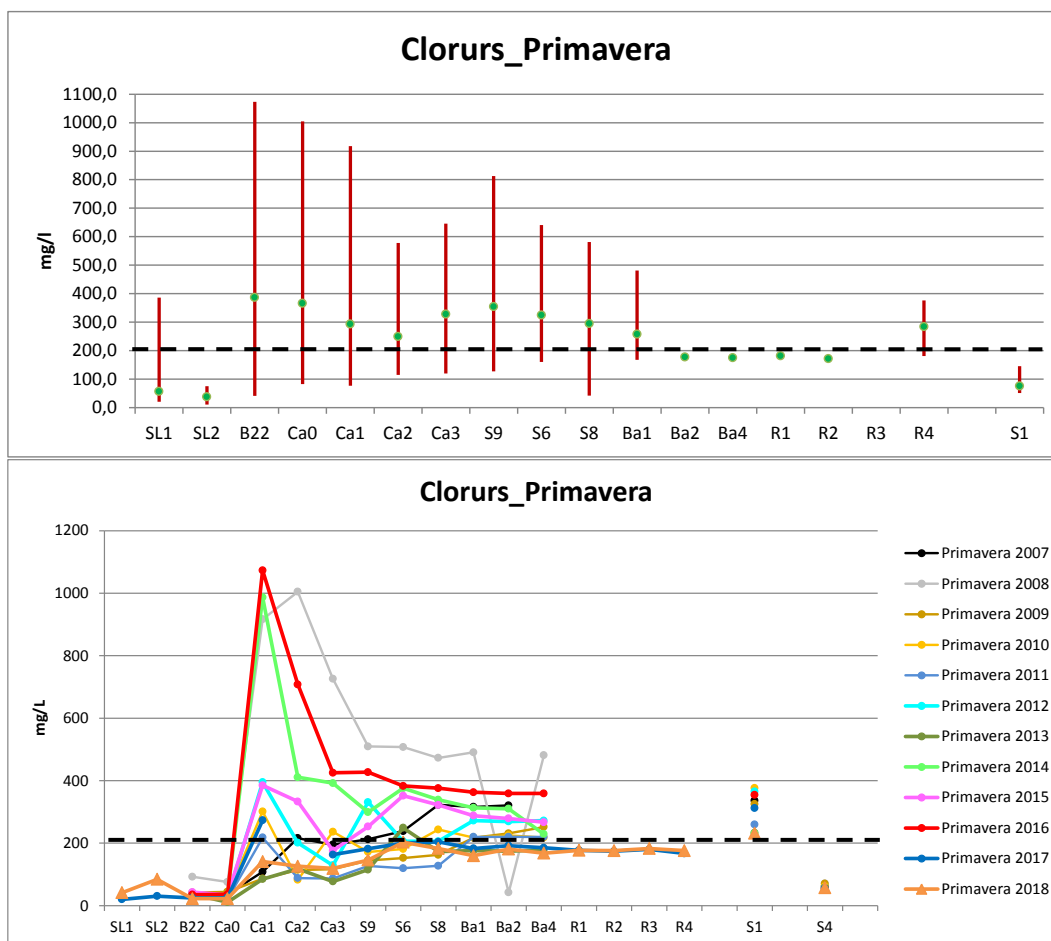 Clorurs_Primavera
1100,0
1000,0
900,0
800,0
700,0
600,0
500,0
400,0
300,0
200,0
100,0
0,0
mg/l
SL1 SL2 B22 Ca0 Ca1 Ca2 Ca3 S9 S6 S8 Ba1 Ba2 Ba4 R1 R2 R3 R4 S1
Clorurs_Primavera
1200
1000
800
600
400
200
0
mg/L
SL1 SL2 B22 Ca0 Ca1 Ca2 Ca3 S9 S6 S8 Ba1 Ba2 Ba4 R1 R2 R3 R4 S1 S4
Primavera 2007
Primavera 2008
Primavera 2009
Primavera 2010
Primavera 2011
Primavera 2012
Primavera 2013
Primavera 2014
Primavera 2015
Primavera 2016
Primavera 2017
Primavera 2018